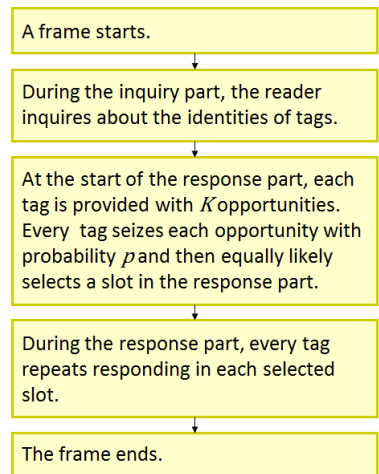 A frame starts.
During the inquiry part, the reader
inquires about the identities of tags.
At the start of the response part, each
tag is provided with K opportunities.
Every tag seizes each opportunity with
probability p and then equally likely
selects a slot in the response part.
During the response part, every tag
repeats responding in each selected
slot.
The frame ends.